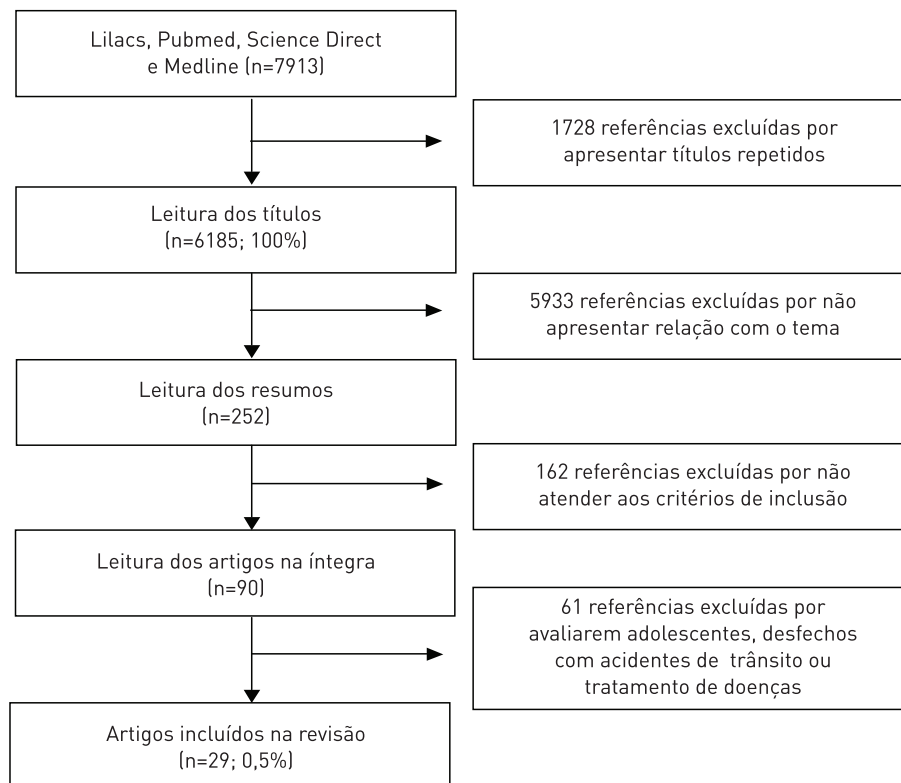 Lilacs, Pubmed, Science Direct
e Medline (n=7913)
1728 referências excluídas por
apresentar títulos repetidos
Leitura dos títulos
(n=6185; 100%)
5933 referências excluídas por não
apresentar relação com o tema
Leitura dos resumos
(n=252)
162 referências excluídas por não
atender aos critérios de inclusão
Leitura dos artigos na íntegra
(n=90)
61 referências excluídas por
avaliarem adolescentes, desfechos
com acidentes de trânsito ou
tratamento de doenças
Artigos incluídos na revisão
(n=29; 0,5%)